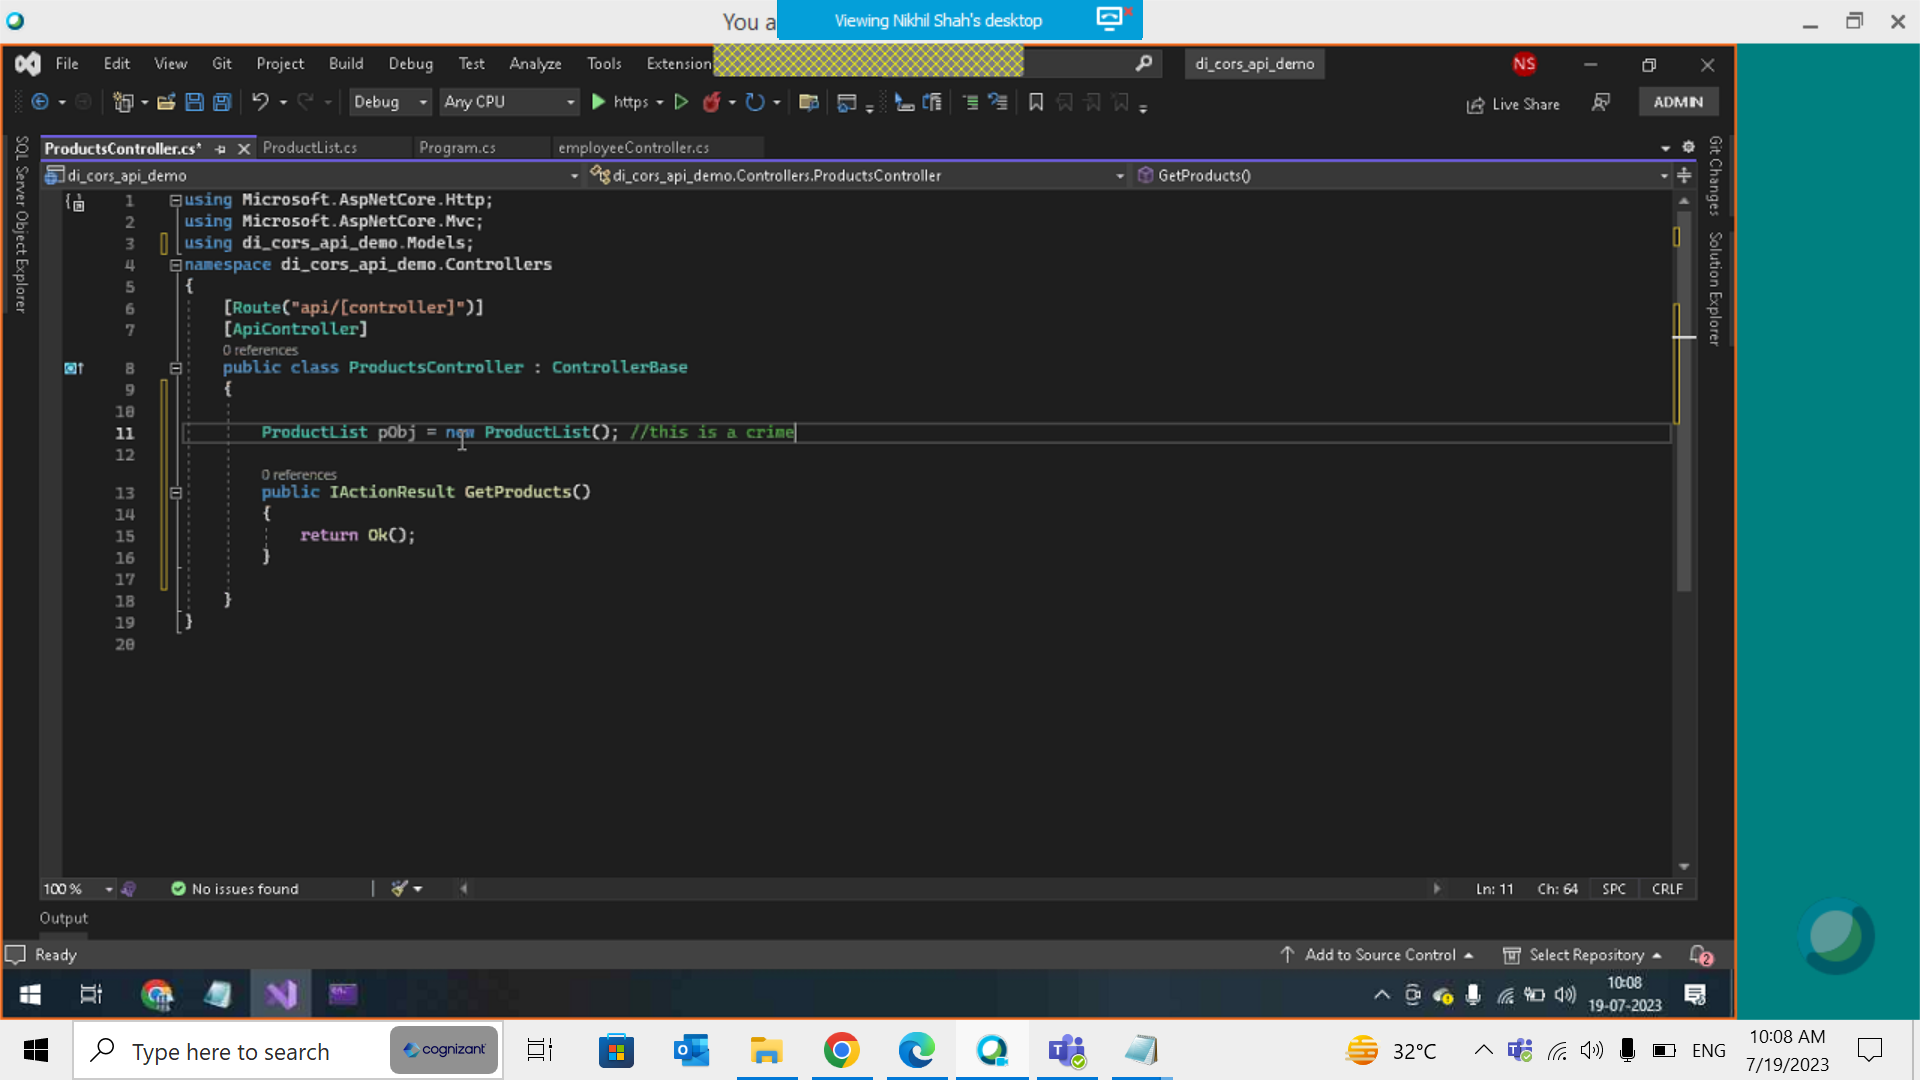 You a
Viewing Nikhil Shah's desktop
File Edit View Git Project Build Debug Test Analyze Tools Extension
di_cors_api_demo
NS
Debug
Any CPU
https
Live Share
ADMIN
ProductsController.cs*
ProductList.cs
Program.cs
employeeController.cs
di_cors_api_demo
di_cors_api_demo.Controllers.ProductsController
GetProducts()
SQL Server Object Explorer
Git Changes
Solution Explorer
1 using Microsoft.AspNetCore.Http;
2 using Microsoft.AspNetCore.Mvc;
3 using di_cors_api_demo.Models;
4 namespace di_cors_api_demo.Controllers
5 {
6 [Route("api/[controller]")]
7 [ApiController]
0 references
8 public class ProductsController : ControllerBase
9 {
10
11 ProductList pObj = new ProductList(); //this is a crime
12
0 references
13 public IActionResult GetProducts()
14 {
15 return Ok();
16 }
17
18 }
19 }
20
100 %
No issues found
Ln: 11 Ch: 64 SPC CRLF
Output
Ready
Add to Source Control
Select Repository
2
10:08
19-07-2023
Type here to search
cognizant
32°C
ENG
10:08 AM
7/19/2023